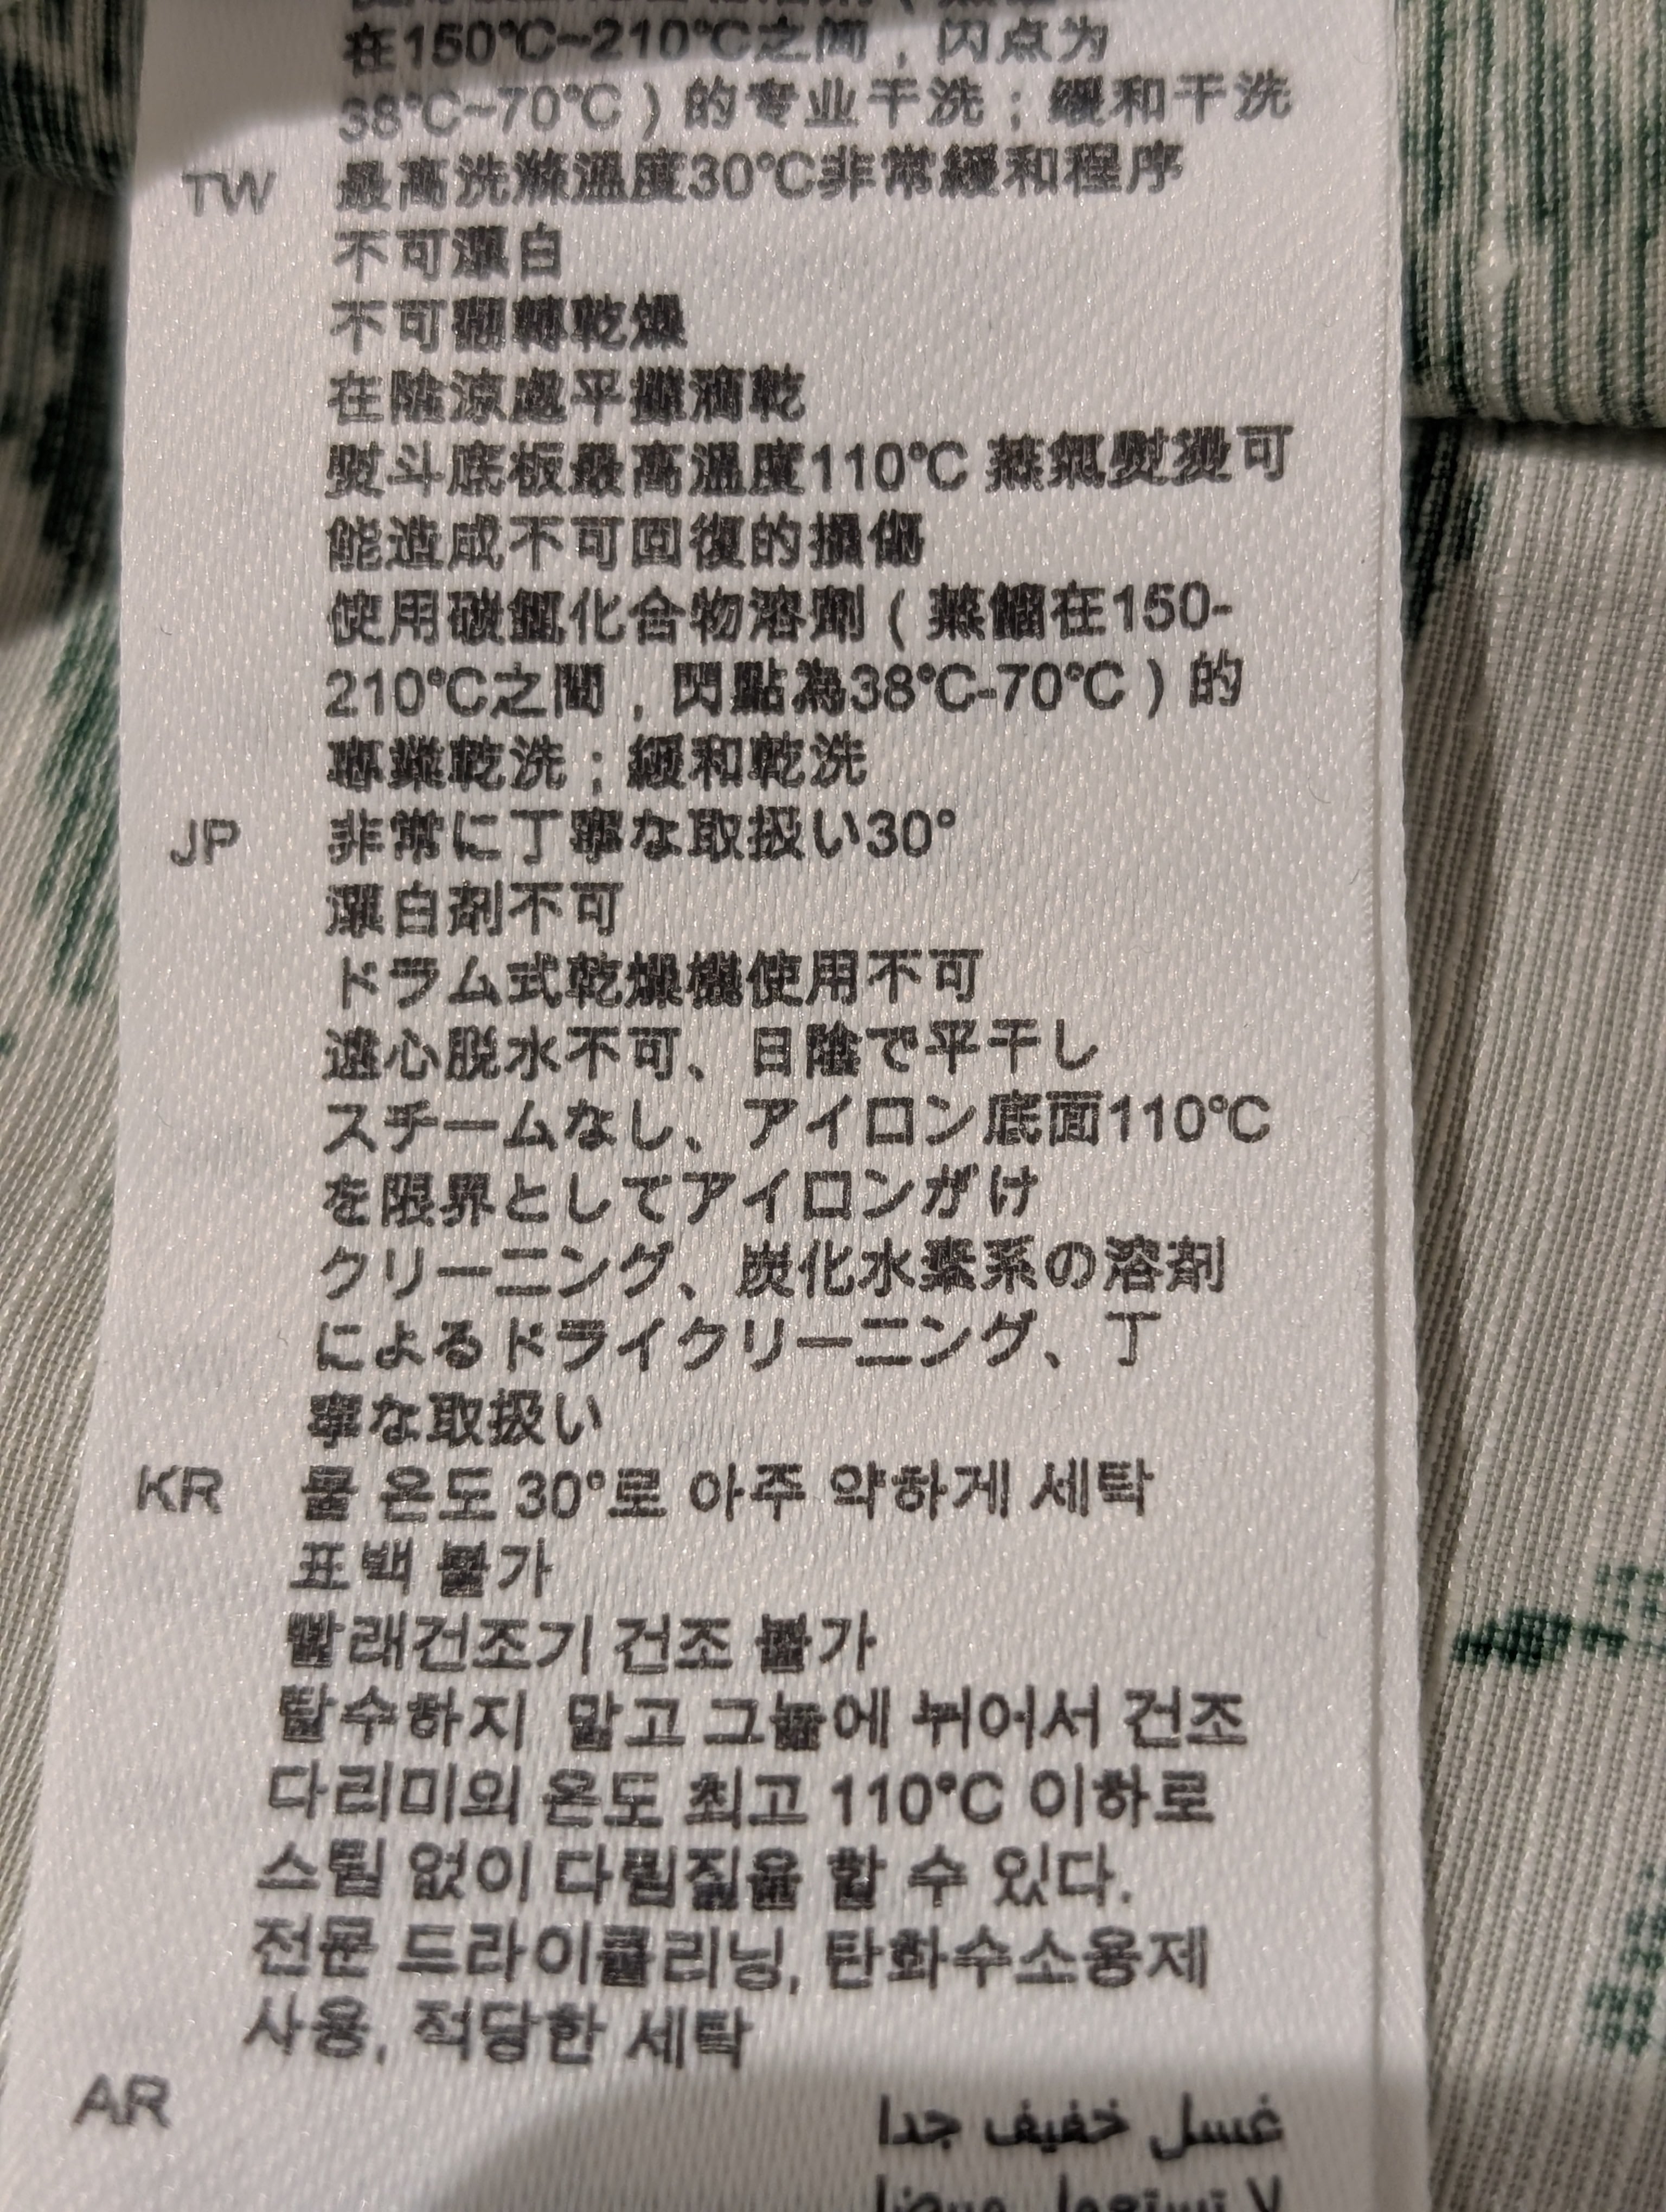 在150℃~210℃之间，闪点为
38℃~70℃）的专业干洗；缓和干洗
TW 最高洗滌溫度30℃非常緩和程序
不可漂白
不可翻轉乾燥
在陰涼處平攤滴乾
熨斗底板最高溫度110℃ 蒸氣熨燙可
能造成不可回復的損傷
使用碳氫化合物溶劑（蒸餾在150-
210℃之間，閃點為38℃-70℃）的
專業乾洗；緩和乾洗
JP 非常に丁寧な取扱い30°
漂白剤不可
ドラム式乾燥機使用不可
遠心脱水不可、日陰で平干し
スチームなし、アイロン底面110℃
を限界としてアイロンがけ
クリーニング、炭化水素系の溶剤
によるドライクリーニング、丁
寧な取扱い
KR 물 온도 30°로 아주 약하게 세탁
표백 불가
빨래건조기 건조 불가
탈수하지 말고 그늘에 뉘어서 건조
다리미의 온도 최고 110℃ 이하로
스팀 없이 다림질을 할 수 있다.
전문 드라이클리닝, 탄화수소용제
사용, 적당한 세탁
AR غسل خفيف جدا